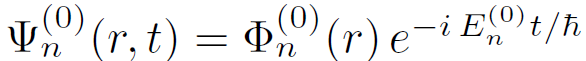 Ψ_n^{(0)}(r, t) = Φ_n^{(0)}(r) e^{−i E_n^{(0)} t/ℏ}